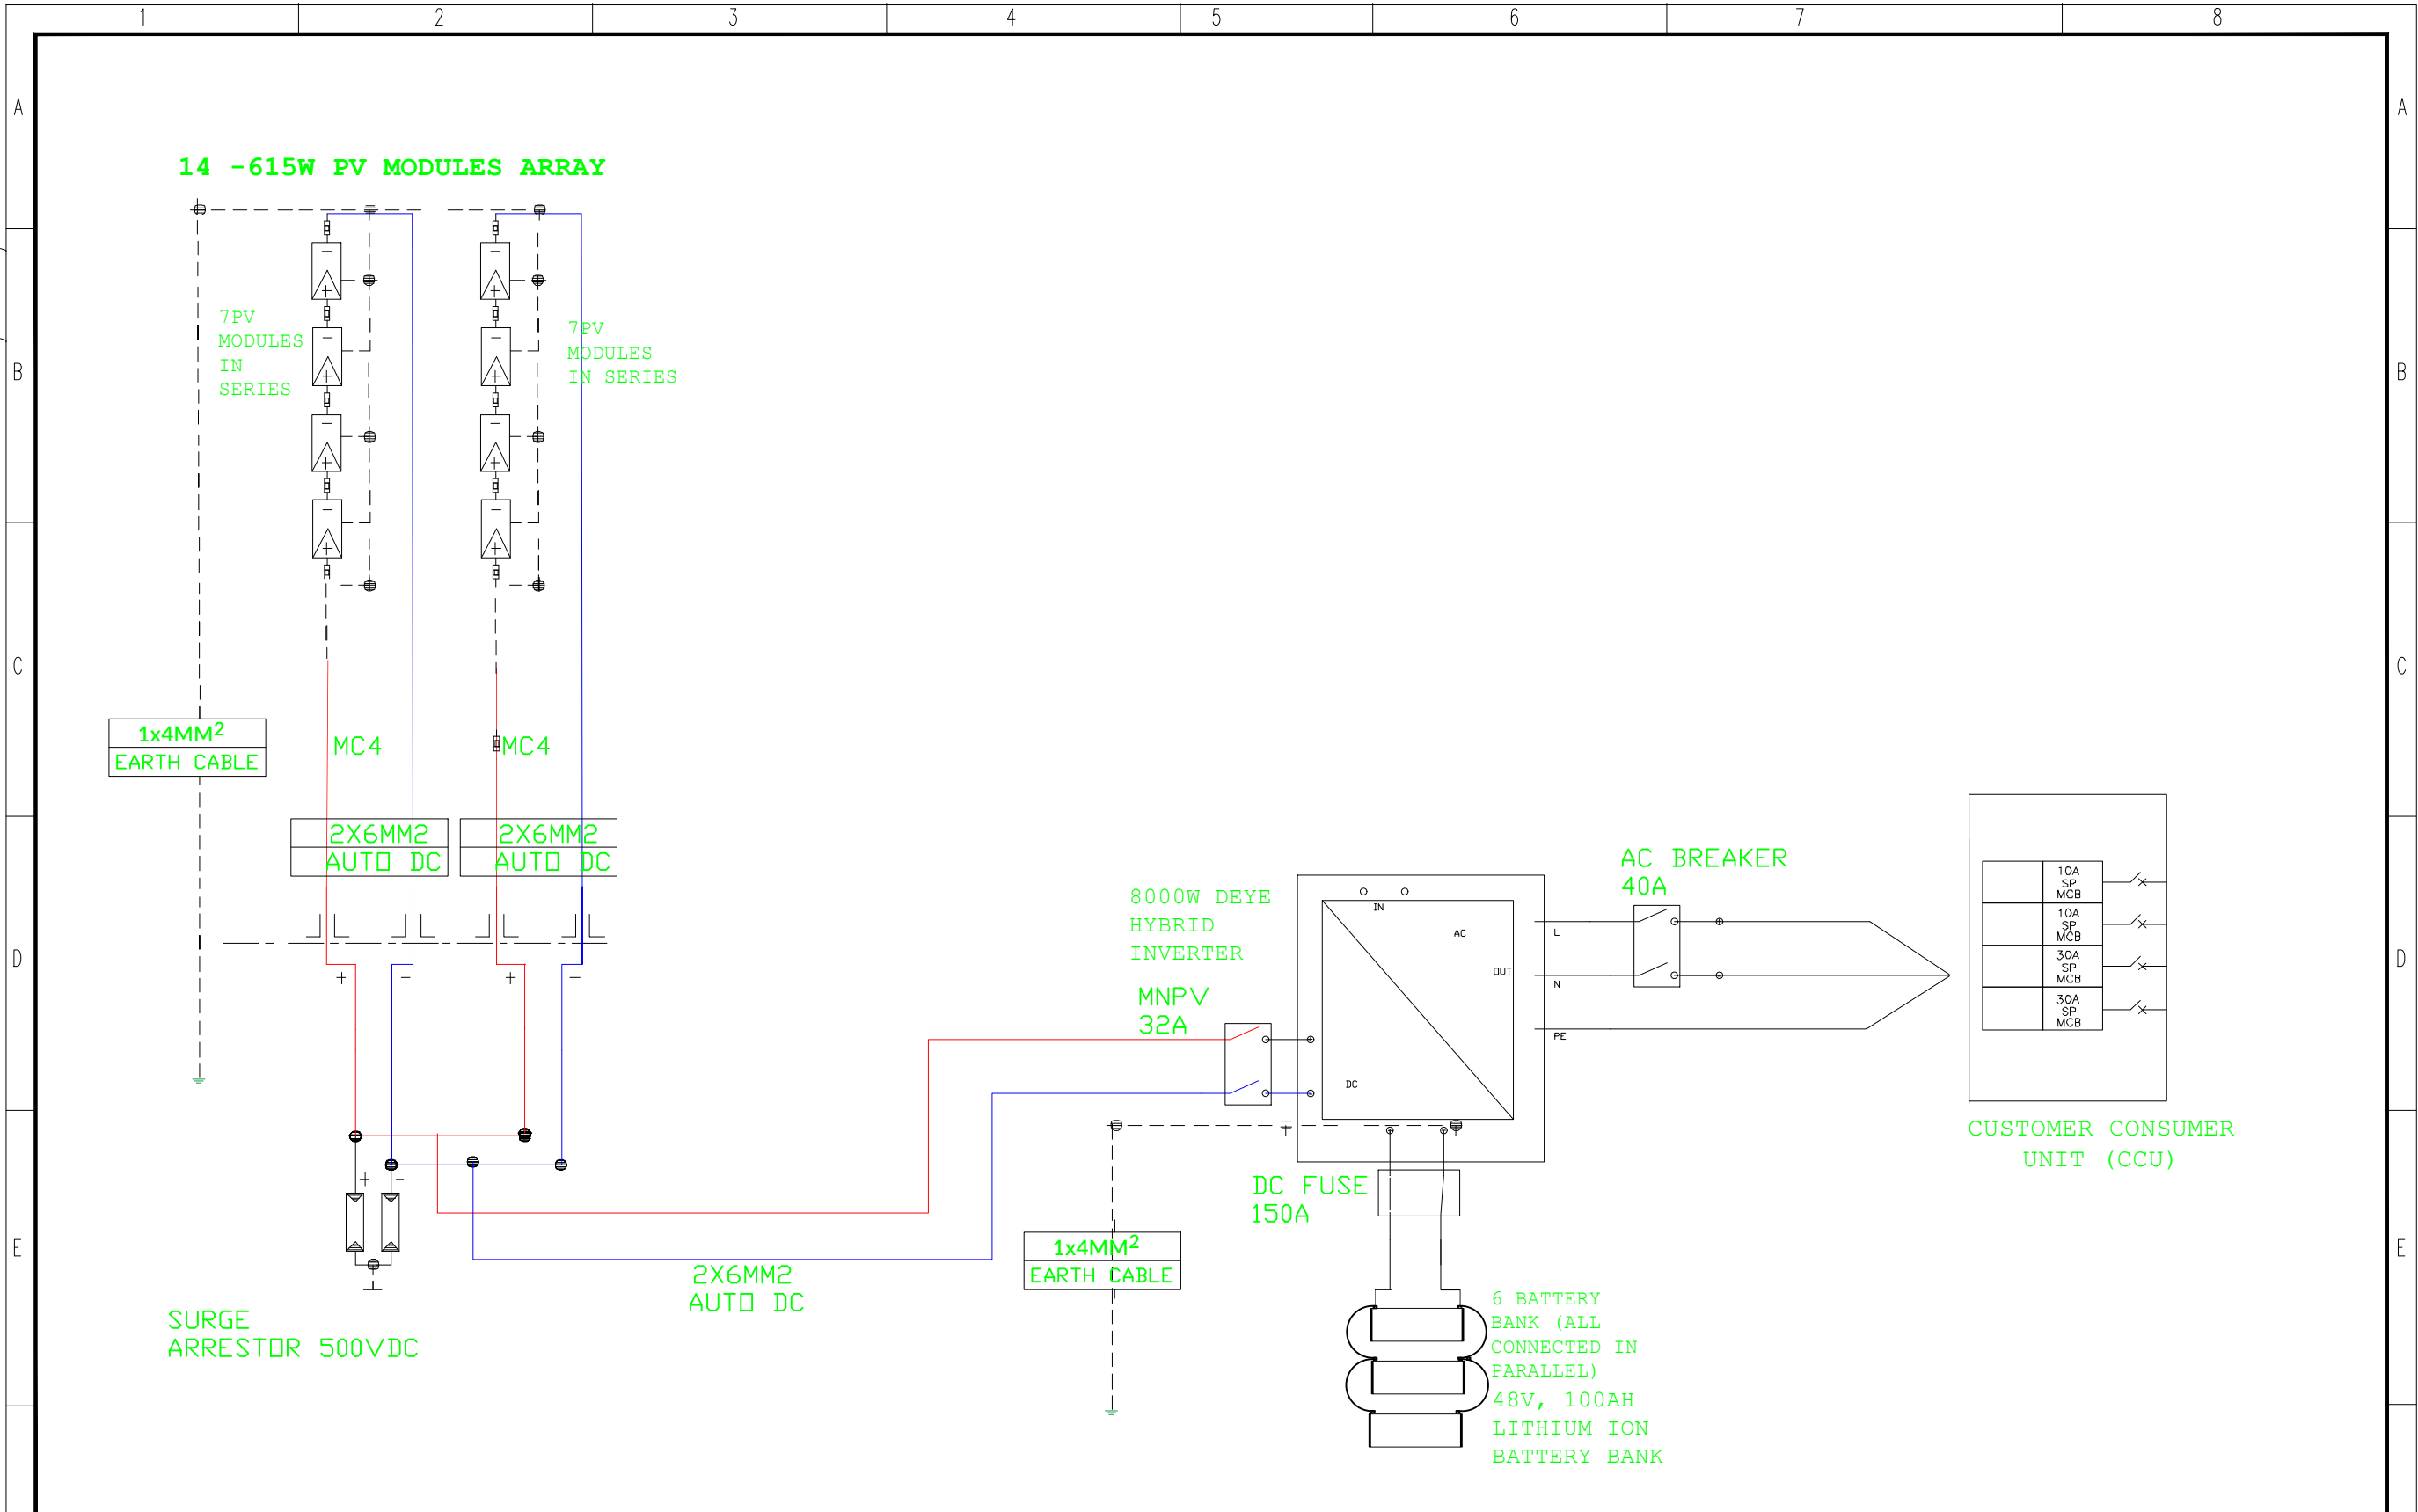 1 2 3 4 5 6 7 8
A A
14 -615W PV MODULES ARRAY
7PV
MODULES
IN
SERIES
7PV
MODULES
IN SERIES
B B
C C
1x4MM²
EARTH CABLE
MC4 MC4
2X6MM2
AUTO DC
2X6MM2
AUTO DC
+ - + -
D D
8000W DEYE
HYBRID
INVERTER
MNPV
32A
IN
AC
OUT
DC
L
N
PE
AC BREAKER
40A
10A
SP
MCB
10A
SP
MCB
30A
SP
MCB
30A
SP
MCB
CUSTOMER CONSUMER
UNIT (CCU)
+ -
DC FUSE
150A
E E
1x4MM²
EARTH CABLE
2X6MM2
AUTO DC
SURGE
ARRESTOR 500VDC
6 BATTERY
BANK (ALL
CONNECTED IN
PARALLEL)
48V, 100AH
LITHIUM ION
BATTERY BANK